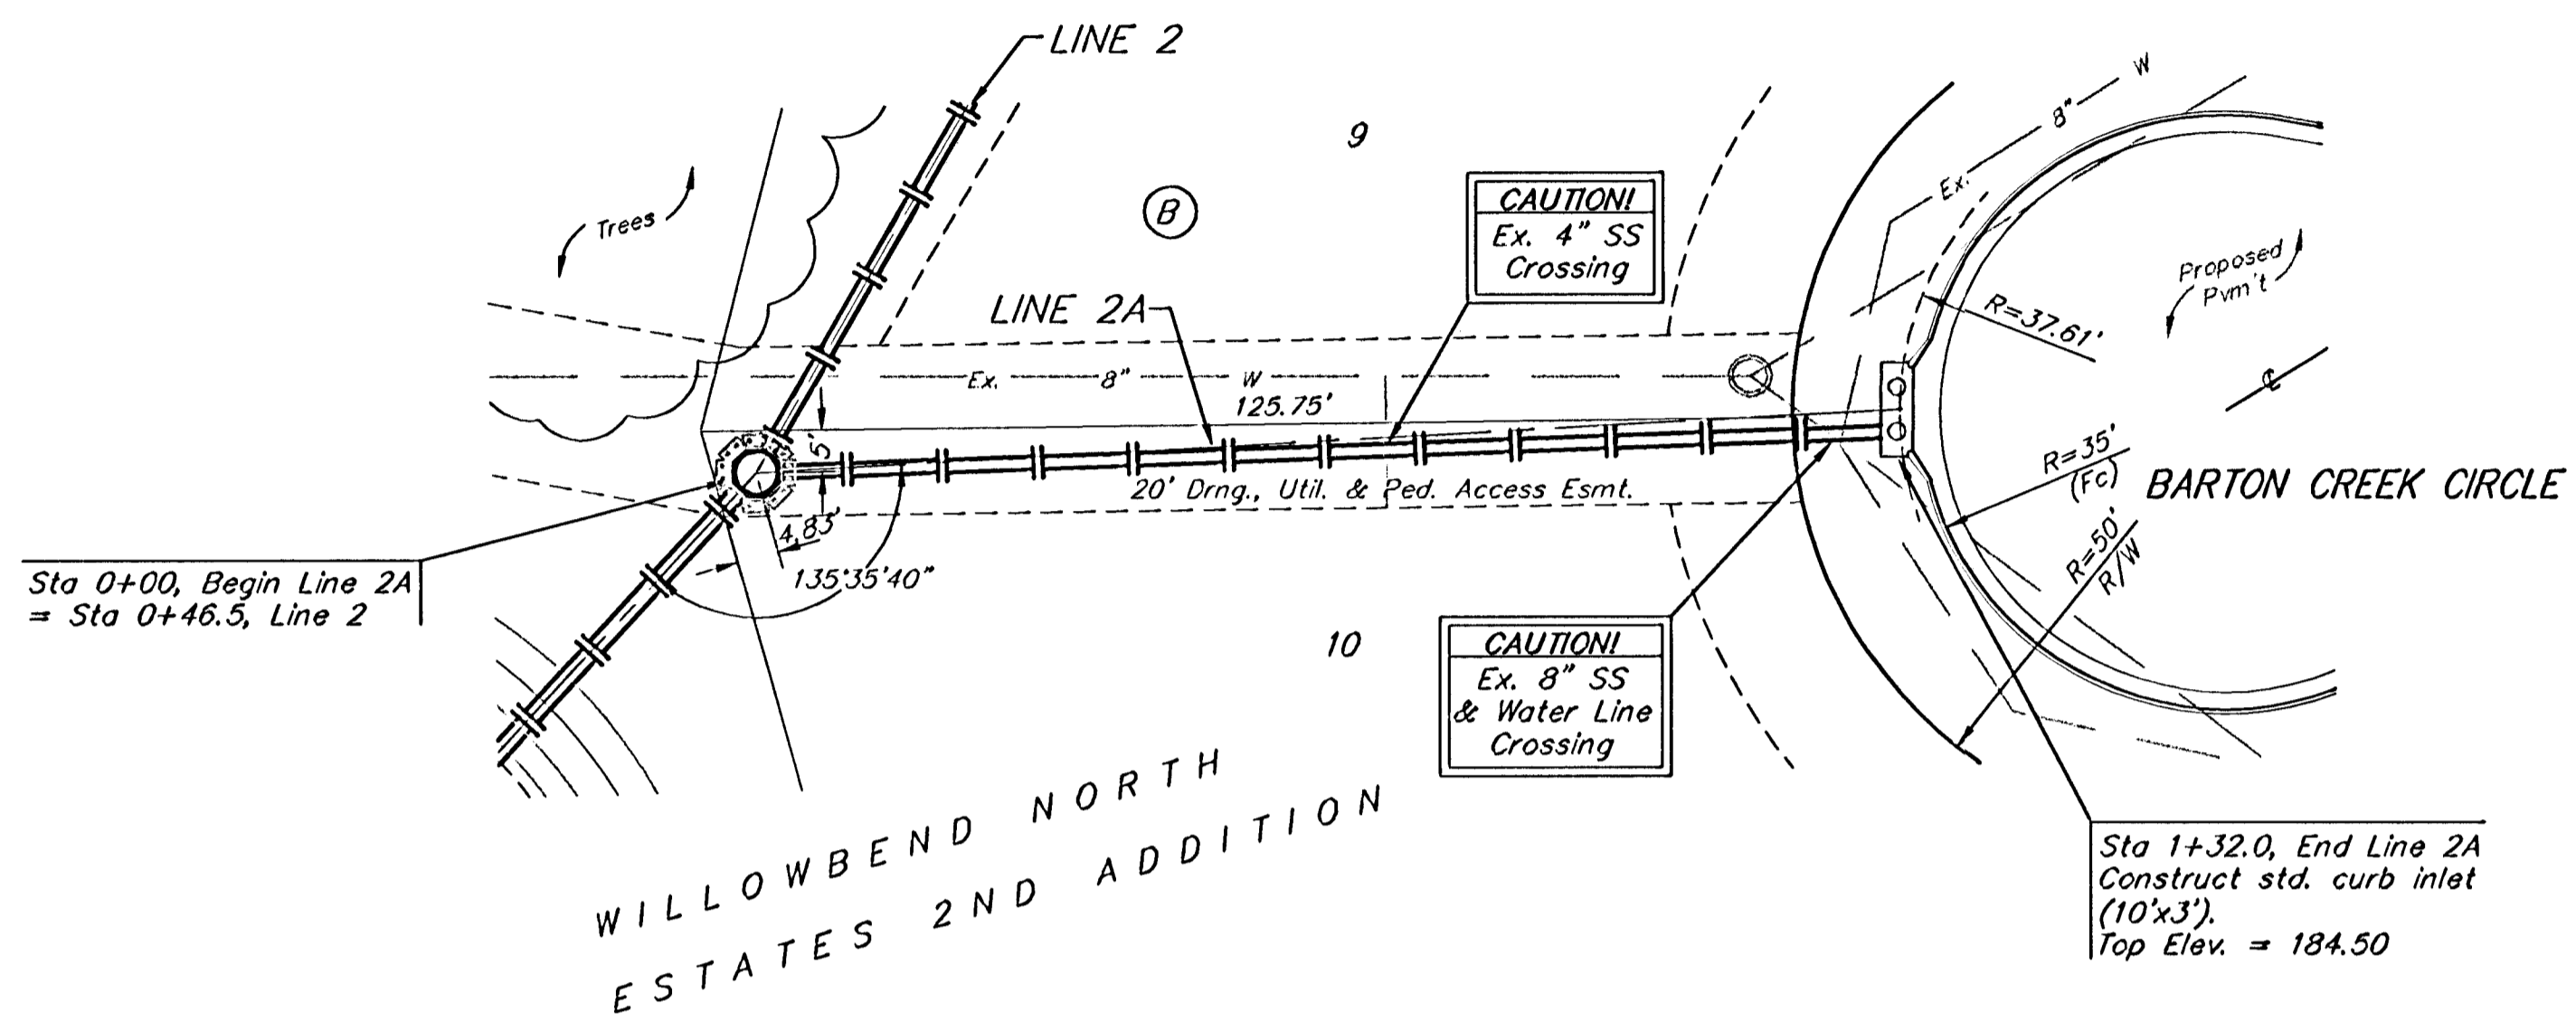 LINE 2
9
B
Trees
CAUTION!
Ex. 4" SS
Crossing
LINE 2A
Ex. 8" W
Ex. 8" W
125.75'
5'
20' Drng., Util. & Ped. Access Esmt.
4.83'
135°35'40"
Sta 0+00, Begin Line 2A
= Sta 0+46.5, Line 2
10
CAUTION!
Ex. 8" SS
& Water Line
Crossing
Proposed
Pvm't
R=37.61'
℄
R=35'
(Fc)
BARTON CREEK CIRCLE
R=50'
R/W
WILLOWBEND NORTH
ESTATES 2ND ADDITION
Sta 1+32.0, End Line 2A
Construct std. curb inlet
(10'x3').
Top Elev. = 184.50